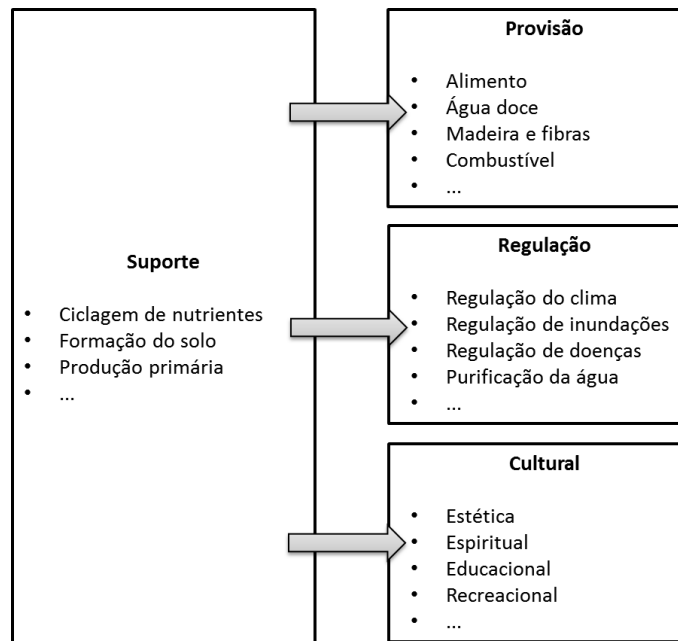 Suporte
• Ciclagem de nutrientes
• Formação do solo
• Produção primária
• ...
Provisão
• Alimento
• Água doce
• Madeira e fibras
• Combustível
• ...
Regulação
• Regulação do clima
• Regulação de inundações
• Regulação de doenças
• Purificação da água
• ...
Cultural
• Estética
• Espiritual
• Educacional
• Recreacional
• ...